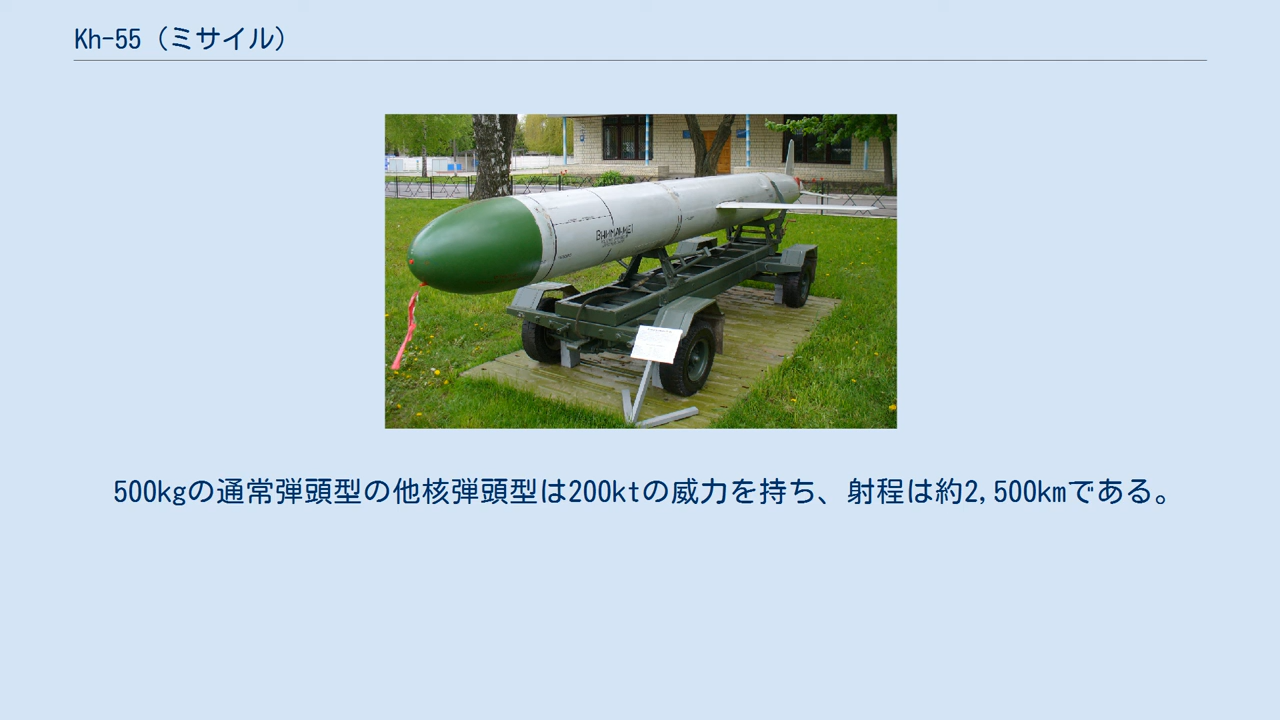 Kh-55（ミサイル）
ВНИМАНИЕ!
500kgの通常弾頭型の他核弾頭型は200ktの威力を持ち、射程は約2,500kmである。